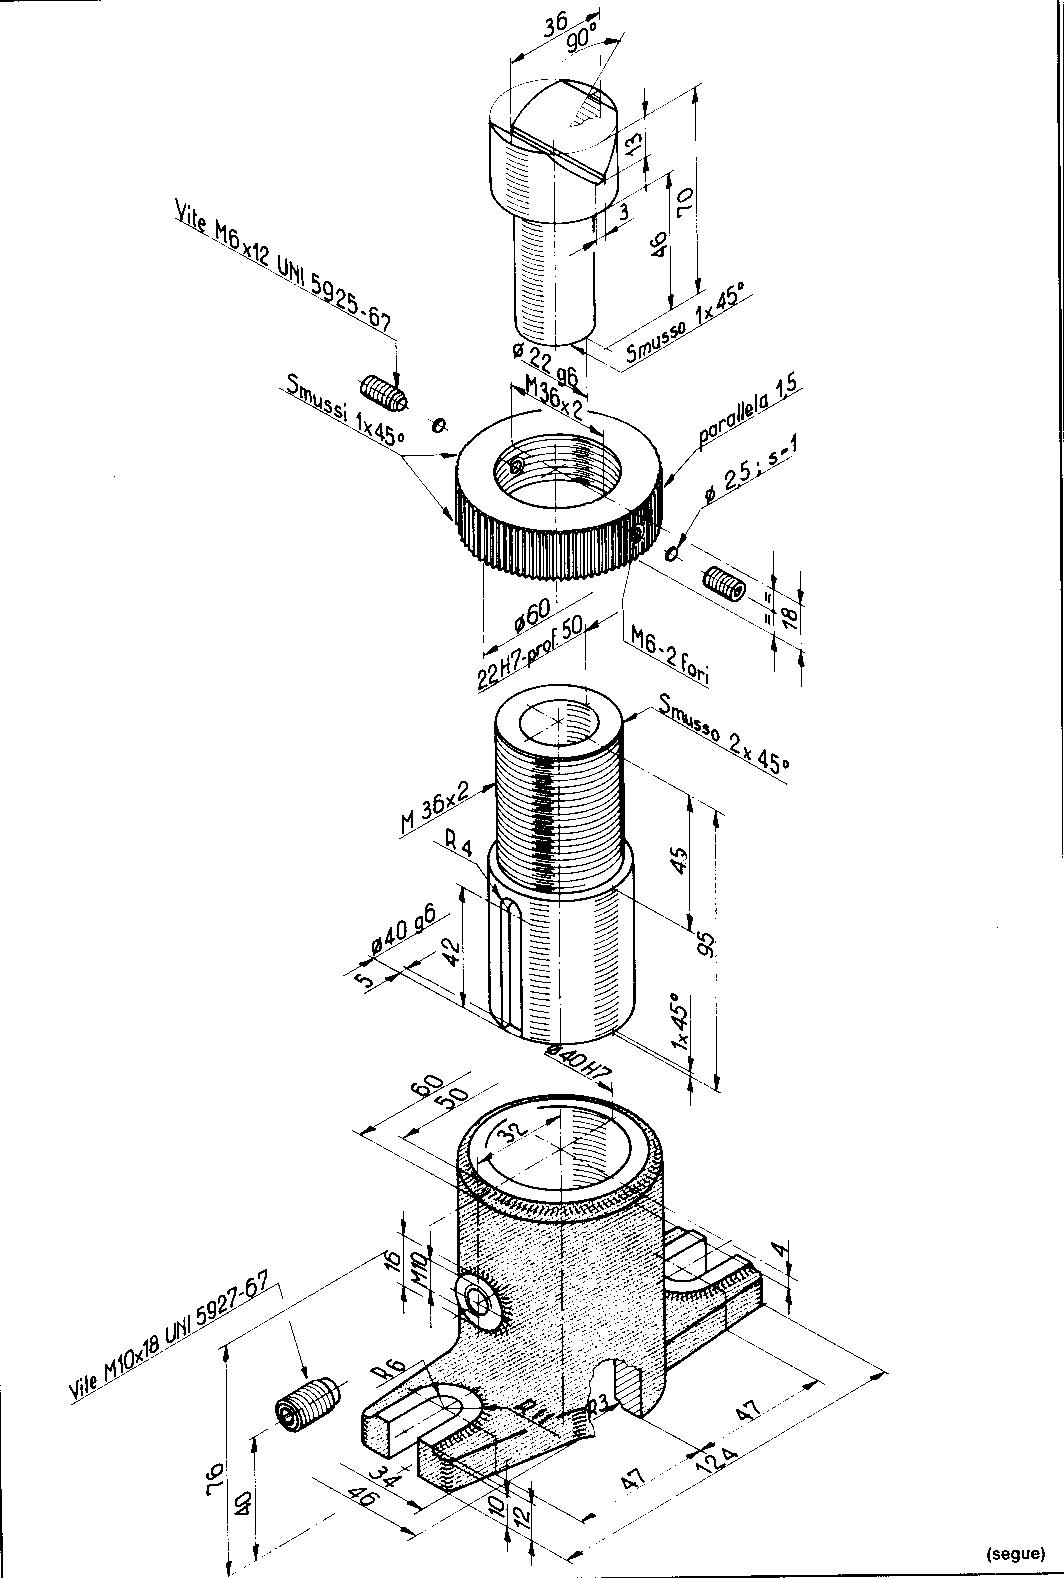 36
90°
13
70
3
46
Vite M6x12 UNI 5925-67
Smusso 1x45°
ø 22 g6
M36x2
Smussi 1x45°
parallela 1,5
ø 2,5 ; s=1
= =
18
ø60
22H7-prof. 50
M6-2 fori
Smusso 2x45°
M 36x2
R4
45
95
ø40 g6
42
5
1x45°
ø40H7
60
50
32
16
M10
4
Vite M10x18 UNI 5927-67
R6
R11
R3
76
40
34
46
10
12
47
47
124
(segue)